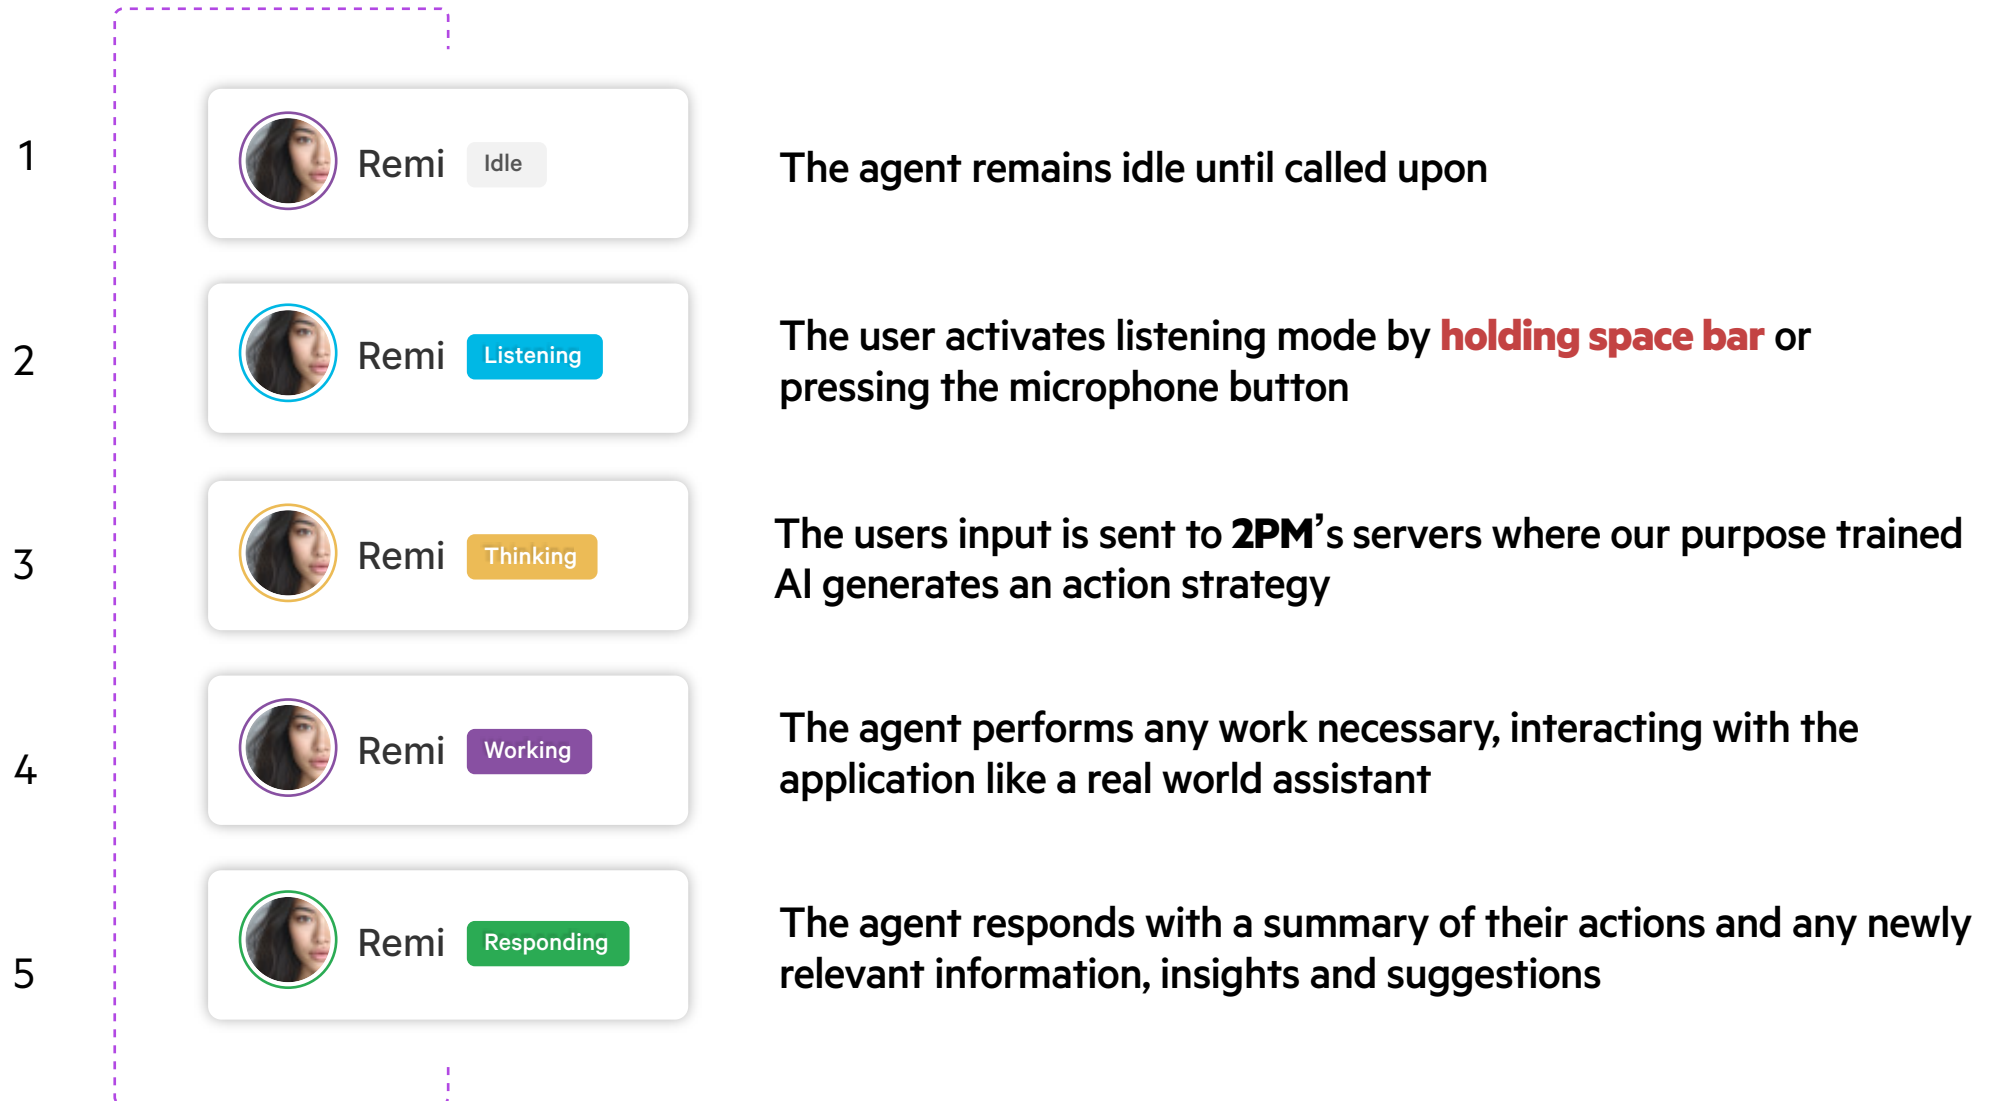 1
Remi Idle
The agent remains idle until called upon
2
Remi Listening
The user activates listening mode by holding space bar or
pressing the microphone button
3
Remi Thinking
The users input is sent to 2PM’s servers where our purpose trained
AI generates an action strategy
4
Remi Working
The agent performs any work necessary, interacting with the
application like a real world assistant
5
Remi Responding
The agent responds with a summary of their actions and any newly
relevant information, insights and suggestions